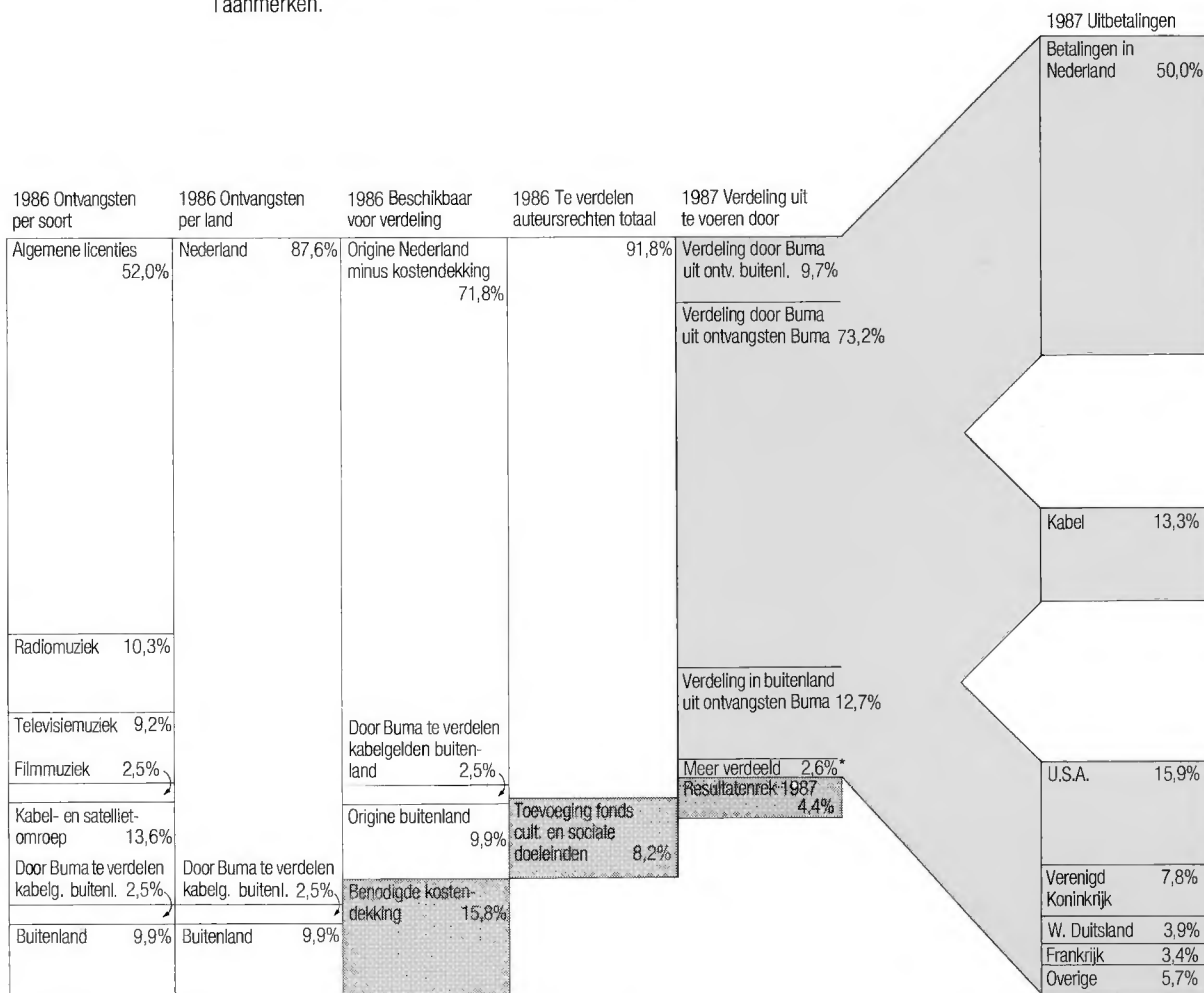 aanmerken.
1987 Uitbetalingen
Betalingen in
Nederland 50,0%
Kabel 13,3%
U.S.A. 15,9%
Verenigd 7,8%
Koninkrijk
W. Duitsland 3,9%
Frankrijk 3,4%
Overige 5,7%
1986 Ontvangsten
per soort
Algemene licenties
52,0%
Radiomuziek 10,3%
Televisiemuziek 9,2%
Filmmuziek 2,5%
Kabel- en satelliet-
omroep 13,6%
Door Buma te verdelen
kabelg. buitenl. 2,5%
Buitenland 9,9%
1986 Ontvangsten
per land
Nederland 87,6%
Door Buma te verdelen
kabelg. buitenl. 2,5%
Buitenland 9,9%
1986 Beschikbaar
voor verdeling
Origine Nederland
minus kostendekking
71,8%
Door Buma te verdelen
kabelgelden buiten-
land 2,5%
Origine buitenland
9,9%
Benodigde kosten-
dekking 15,8%
1986 Te verdelen
auteursrechten totaal
91,8%
Toevoeging fonds
cult. en sociale
doeleinden 8,2%
1987 Verdeling uit
te voeren door
Verdeling door Buma
uit ontv. buitenl. 9,7%
Verdeling door Buma
uit ontvangsten Buma 73,2%
Verdeling in buitenland
uit ontvangsten Buma 12,7%
Meer verdeeld 2,6%*
Resultatenrek 1987
4,4%